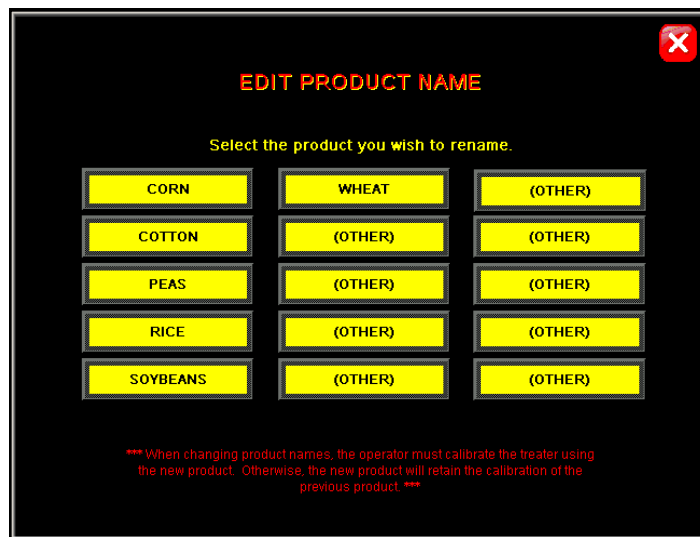 EDIT PRODUCT NAME
Select the product you wish to rename.
CORN WHEAT (OTHER)
COTTON (OTHER) (OTHER)
PEAS (OTHER) (OTHER)
RICE (OTHER) (OTHER)
SOYBEANS (OTHER) (OTHER)
*** When changing product names, the operator must calibrate the treater using
the new product. Otherwise, the new product will retain the calibration of the
previous product. ***